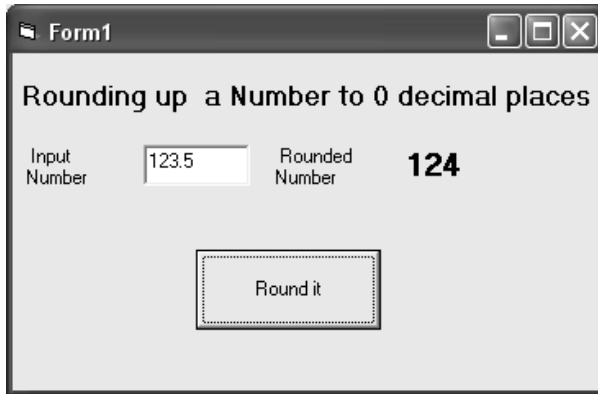 Form1
Rounding up a Number to 0 decimal places
Input
Number
123.5
Rounded
Number
124
Round it